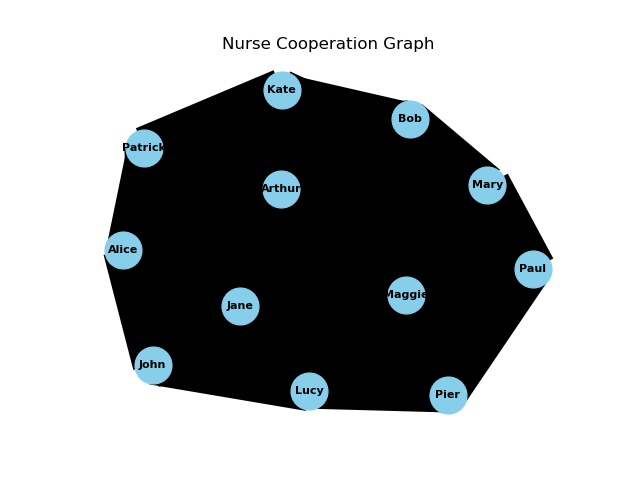 Nurse Cooperation Graph
Kate
Bob
Patrick
Mary
Arthur
Alice
Paul
Maggie
Jane
John
Lucy
Pier